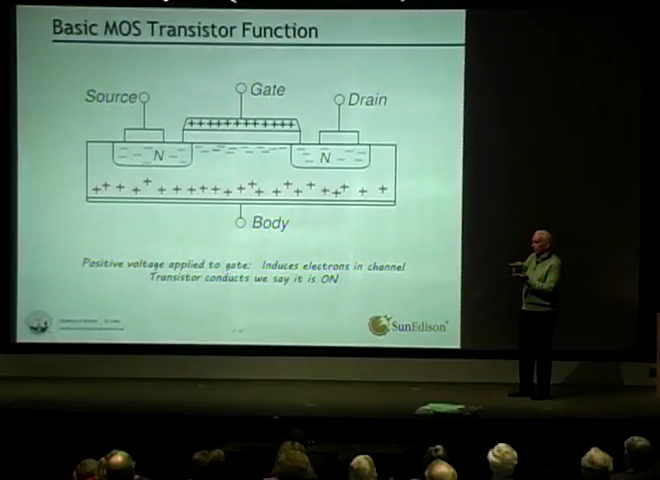 Basic MOS Transistor Function
Source
Gate
Drain
N
N
Body
Positive voltage applied to gate: Induces electrons in channel
Transistor conducts we say it is ON
SunEdison